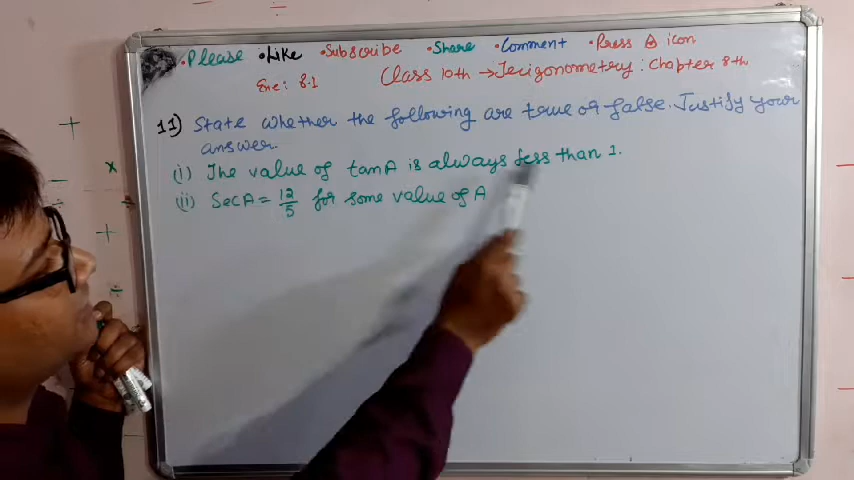 •Please •Like •Subscribe •Share •Comment •Press icon
Exe: 8.1 Class 10th → Tecigonometry: Chapter 8th
11) State whether the following are true or false. Justify your
answer.
(i) The value of tanA is always less than 1.
(ii) SecA = 12/5 for some value of A